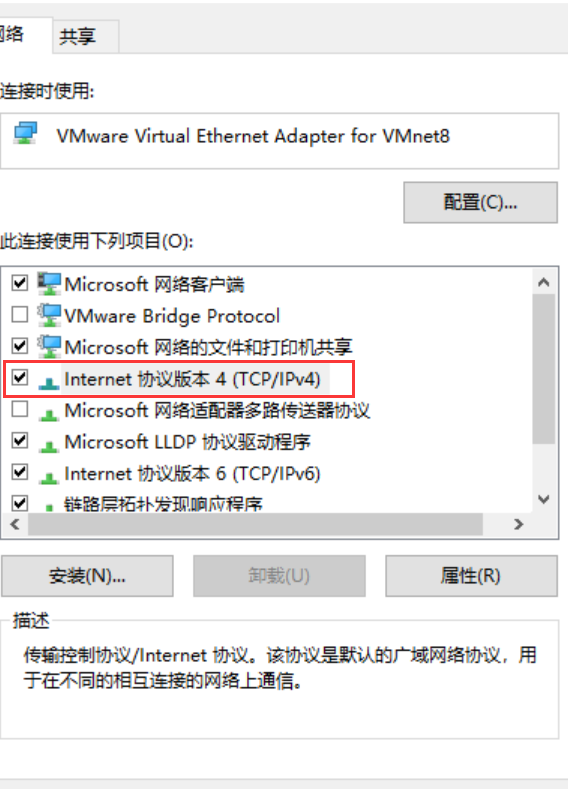 络
共享
连接时使用:
VMware Virtual Ethernet Adapter for VMnet8
配置(C)...
此连接使用下列项目(O):
Microsoft 网络客户端
VMware Bridge Protocol
Microsoft 网络的文件和打印机共享
Internet 协议版本 4 (TCP/IPv4)
Microsoft 网络适配器多路传送器协议
Microsoft LLDP 协议驱动程序
Internet 协议版本 6 (TCP/IPv6)
链路层拓扑发现响应程序
安装(N)...
卸载(U)
属性(R)
描述
传输控制协议/Internet 协议。该协议是默认的广域网络协议，用
于在不同的相互连接的网络上通信。